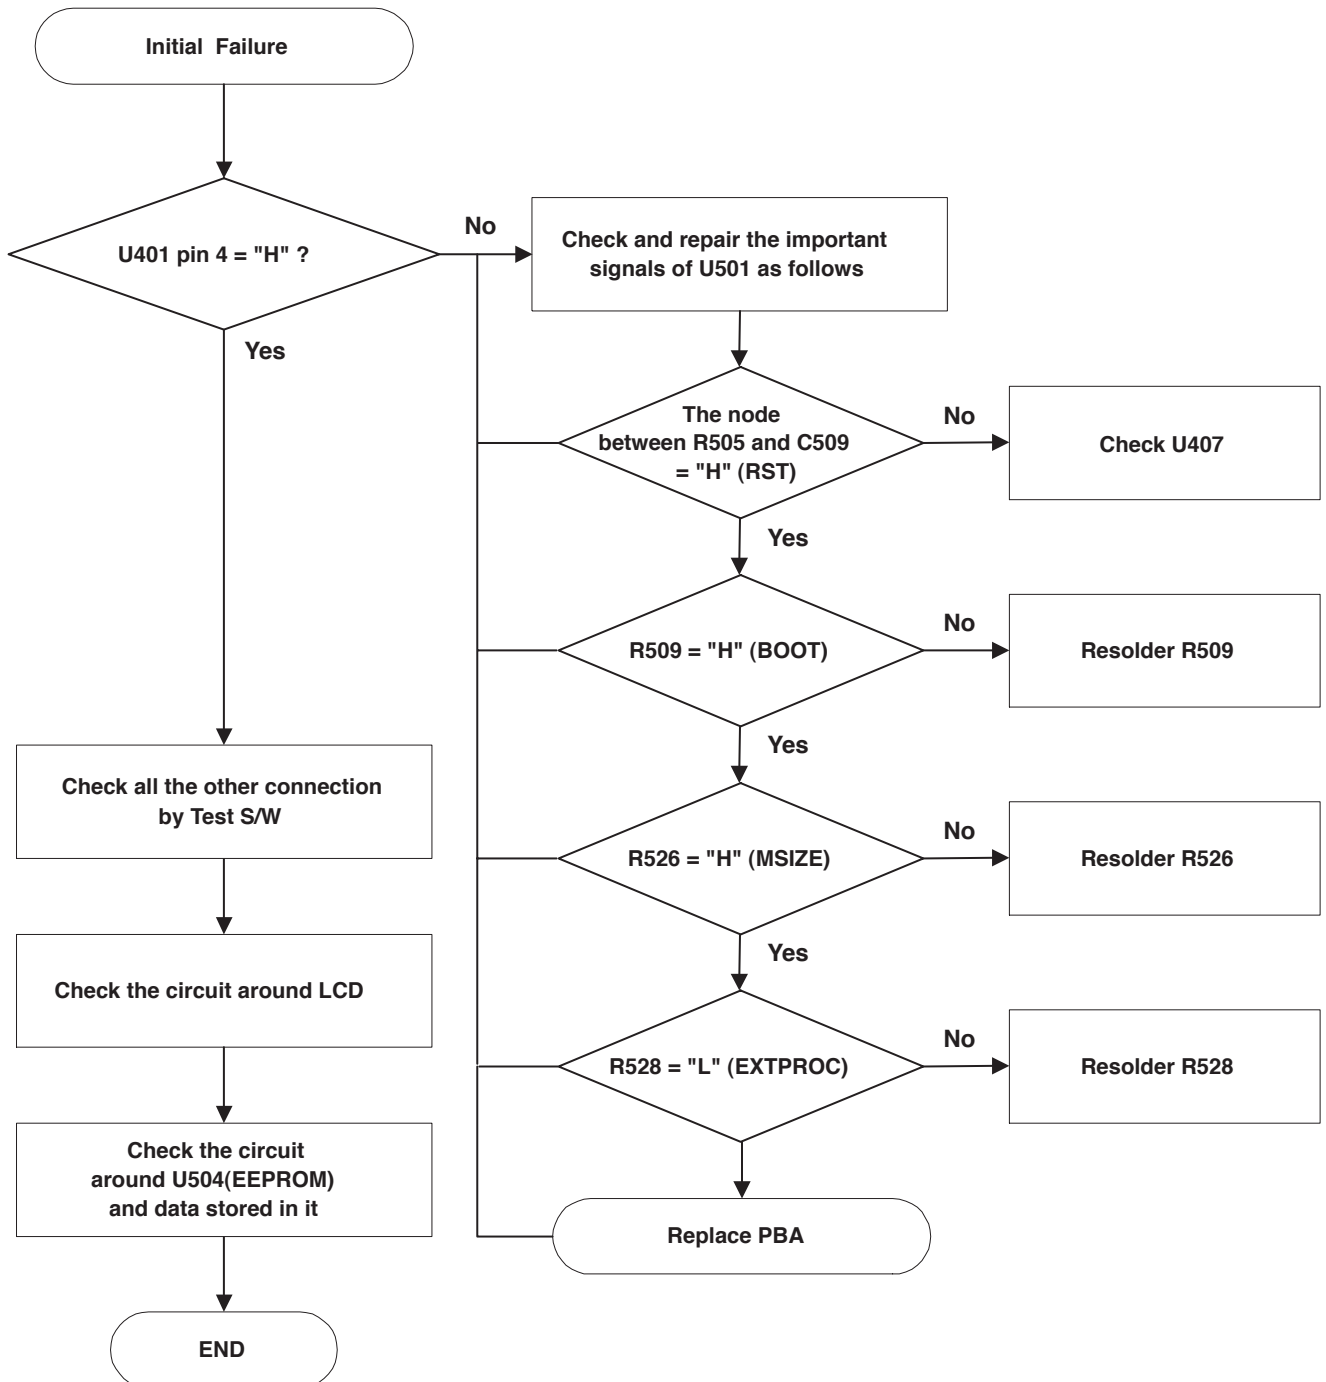 Initial Failure
U401 pin 4 = "H" ?
No
Yes
Check and repair the important
signals of U501 as follows
The node
between R505 and C509
= "H" (RST)
No
Check U407
Yes
R509 = "H" (BOOT)
No
Resolder R509
Yes
R526 = "H" (MSIZE)
No
Resolder R526
Yes
R528 = "L" (EXTPROC)
No
Resolder R528
Replace PBA
Check all the other connection
by Test S/W
Check the circuit around LCD
Check the circuit
around U504(EEPROM)
and data stored in it
END